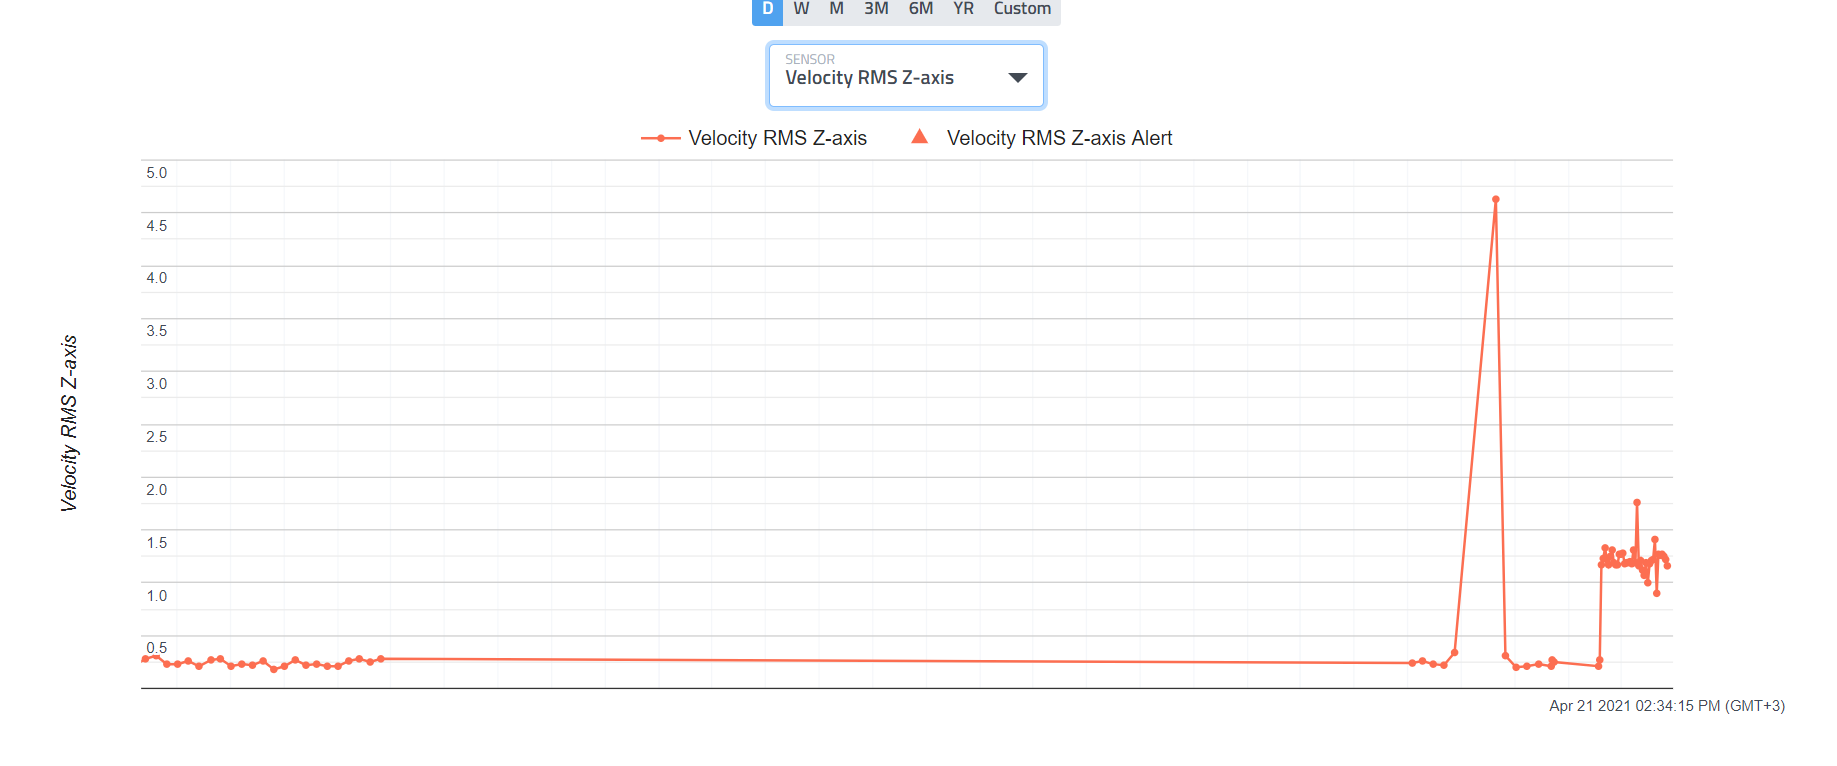 D W M 3M 6M YR Custom
SENSOR
Velocity RMS Z-axis
Velocity RMS Z-axis Velocity RMS Z-axis Alert
5.0
4.5
4.0
3.5
3.0
2.5
2.0
1.5
1.0
0.5
Velocity RMS Z-axis
Apr 21 2021 02:34:15 PM (GMT+3)